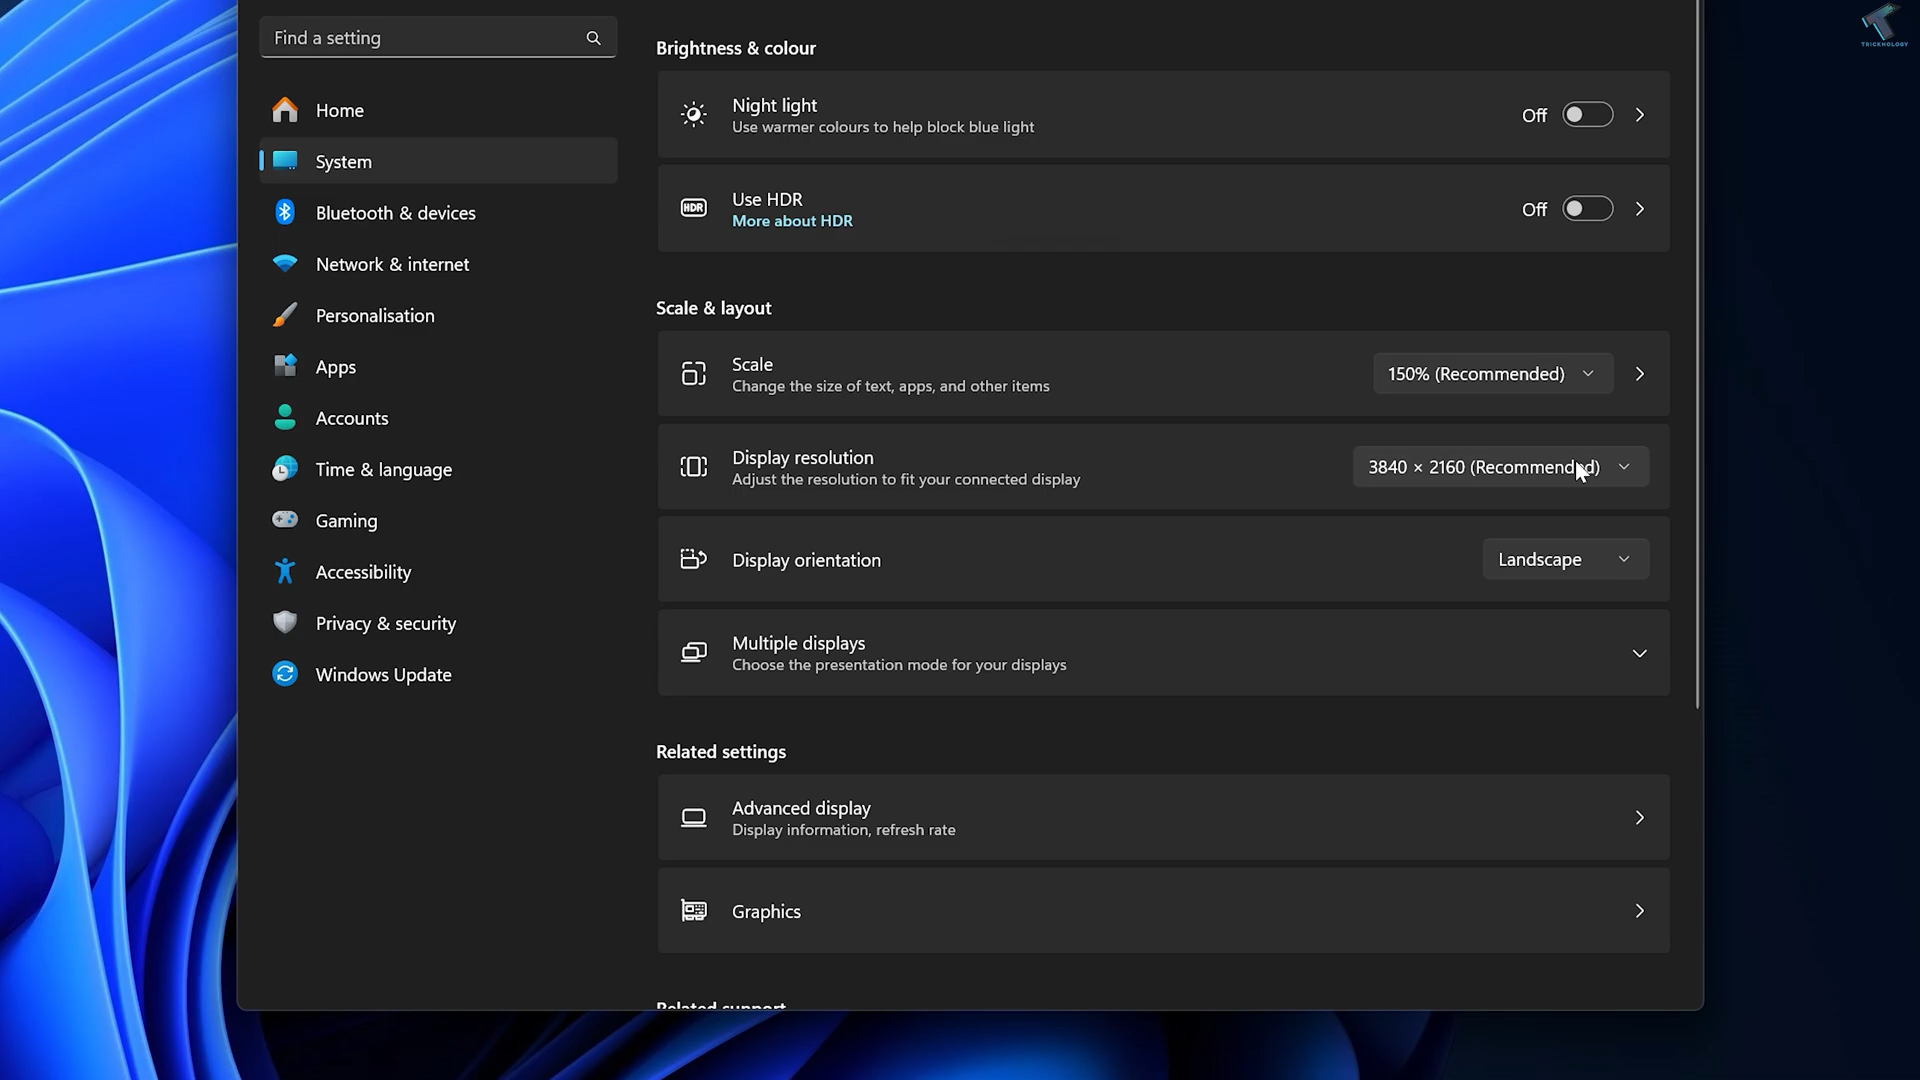 TRICKNOLOGY
Find a setting
Home
System
Bluetooth & devices
Network & internet
Personalisation
Apps
Accounts
Time & language
Gaming
Accessibility
Privacy & security
Windows Update
Brightness & colour
Night light
Use warmer colours to help block blue light
Off
HDR
Use HDR
More about HDR
Off
Scale & layout
Scale
Change the size of text, apps, and other items
150% (Recommended)
Display resolution
Adjust the resolution to fit your connected display
3840 × 2160 (Recommended)
Display orientation
Landscape
Multiple displays
Choose the presentation mode for your displays
Related settings
Advanced display
Display information, refresh rate
Graphics
Related support